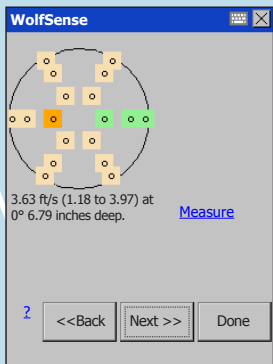 WolfSense
3.63 ft/s (1.18 to 3.97) at
0° 6.79 inches deep.
Measure
?
<<Back
Next >>
Done